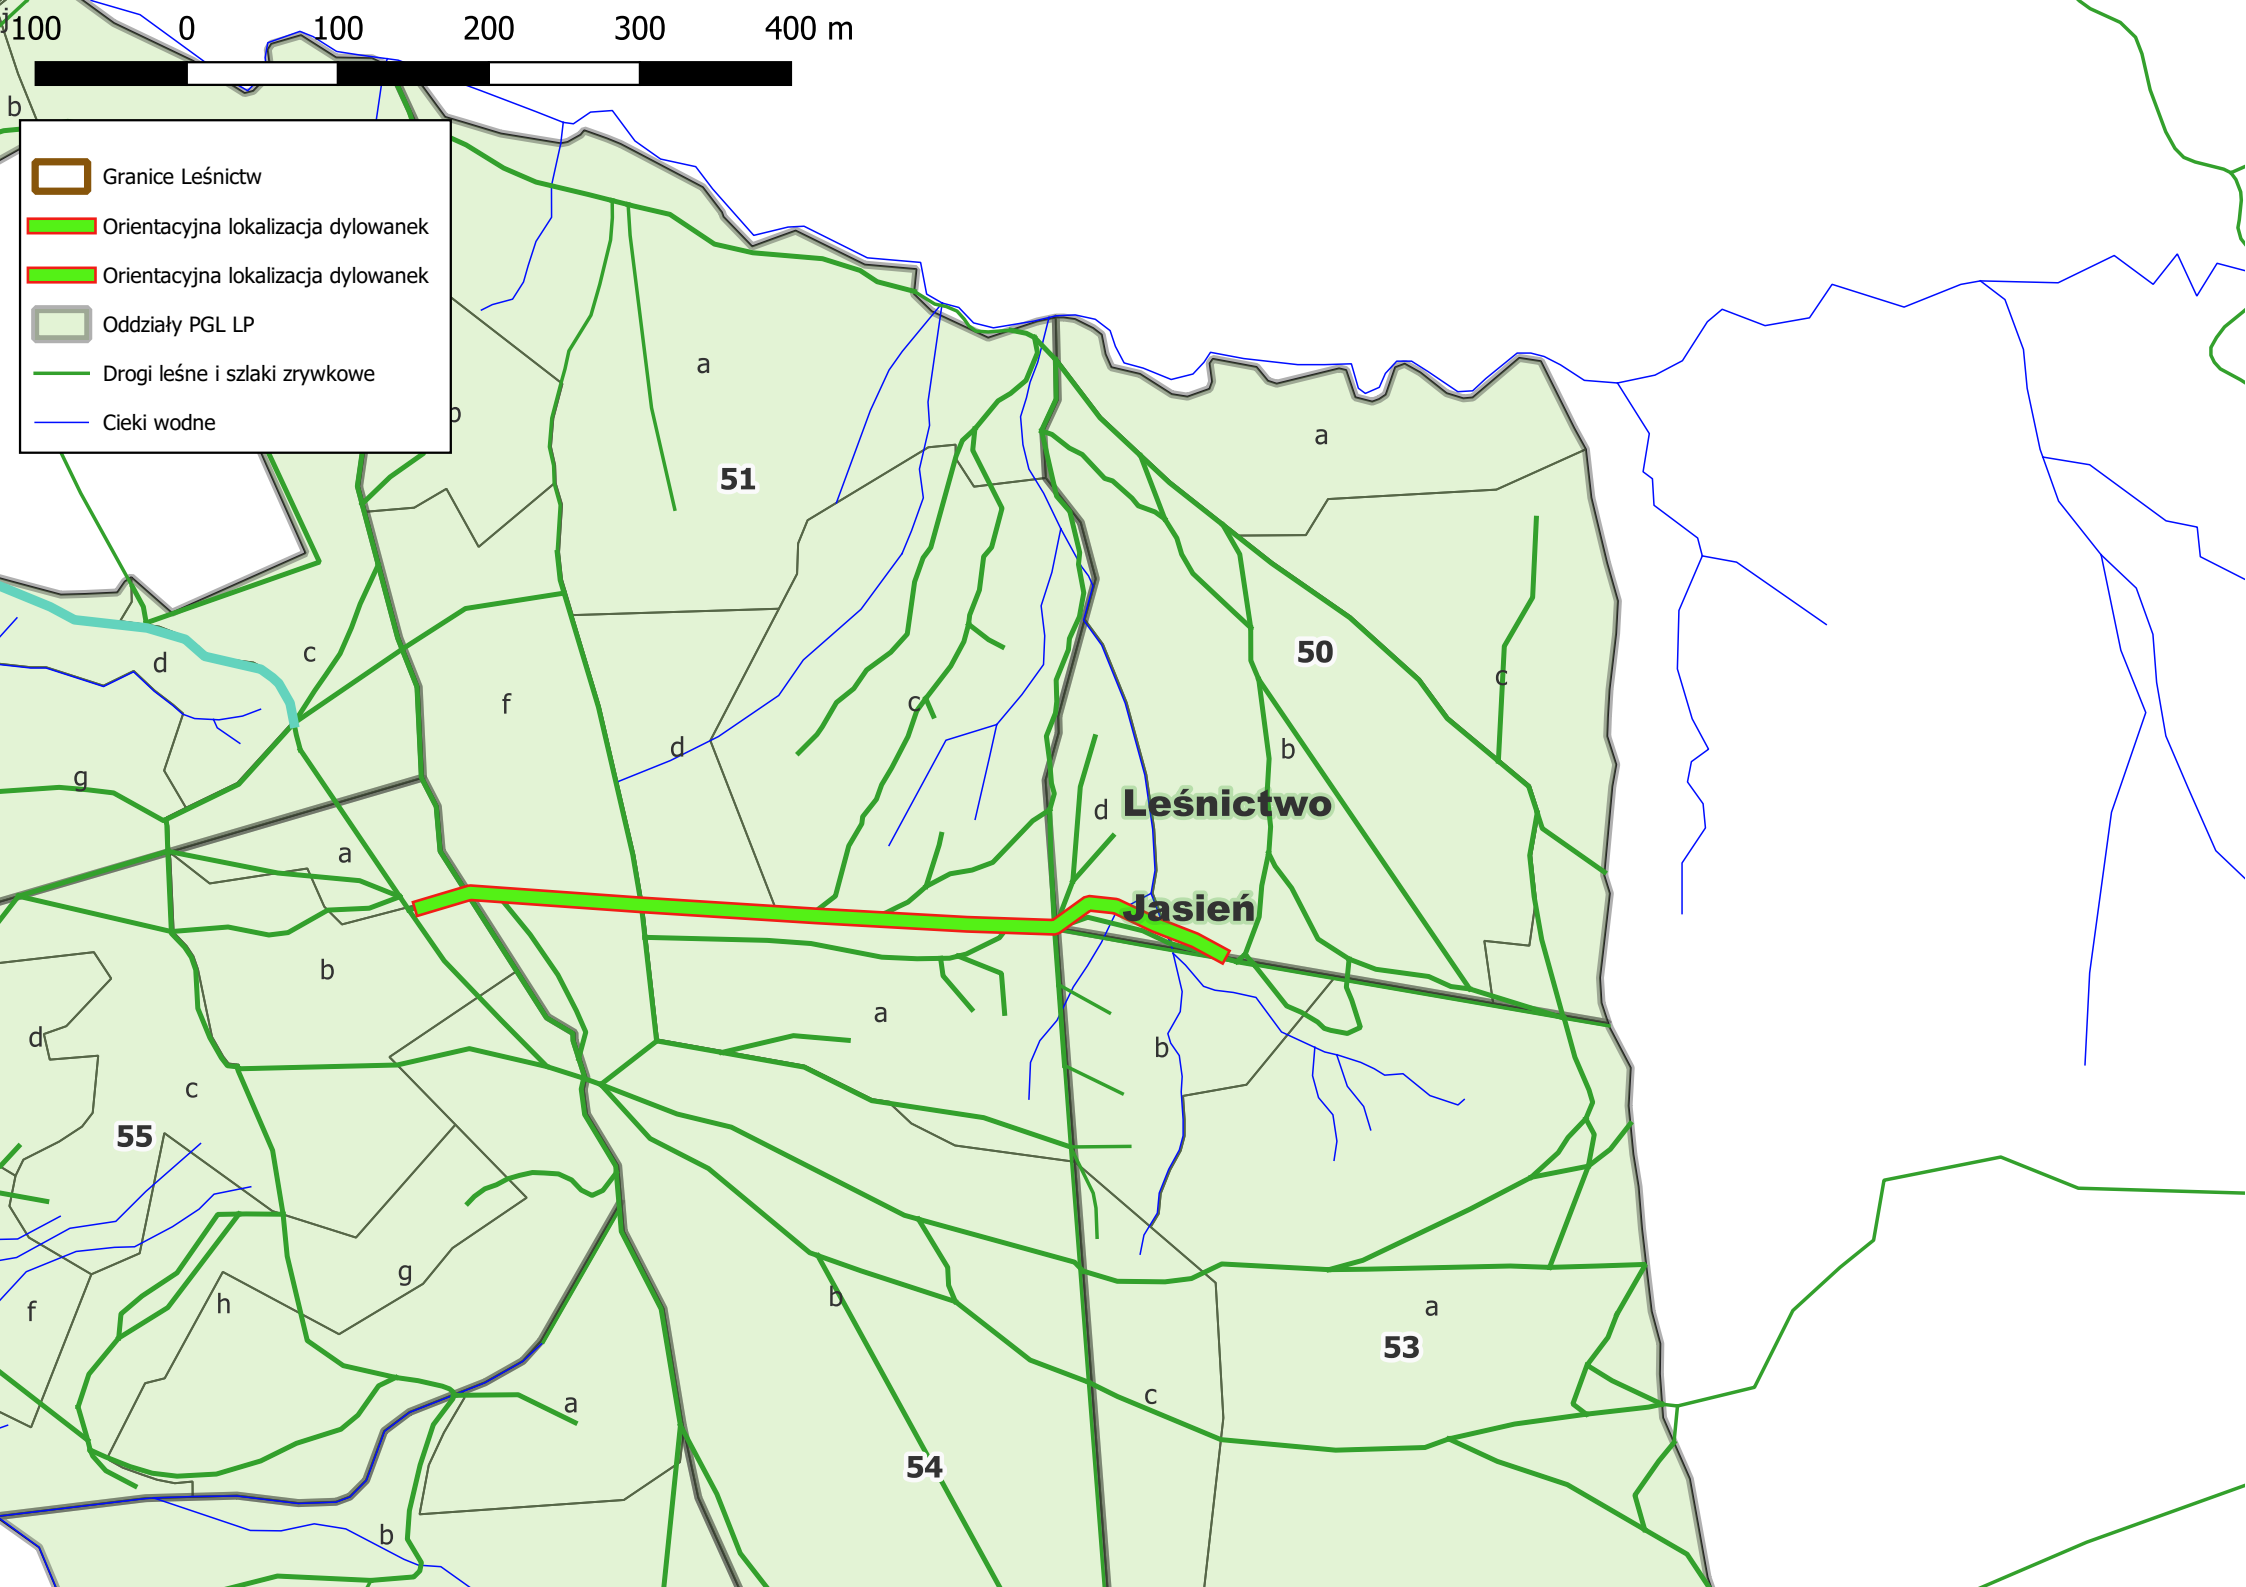 j
100 0 100 200 300 400 m
b
Granice Leśnictw
Orientacyjna lokalizacja dylowanek
Orientacyjna lokalizacja dylowanek
Oddziały PGL LP
Drogi leśne i szlaki zrywkowe
Cieki wodne
a
b
a
51
d
c
50
f
c
c
d
b
g
d
Leśnictwo
a
Jasień
b
a
d
b
c
55
g
b
h
f
a
53
c
a
54
b